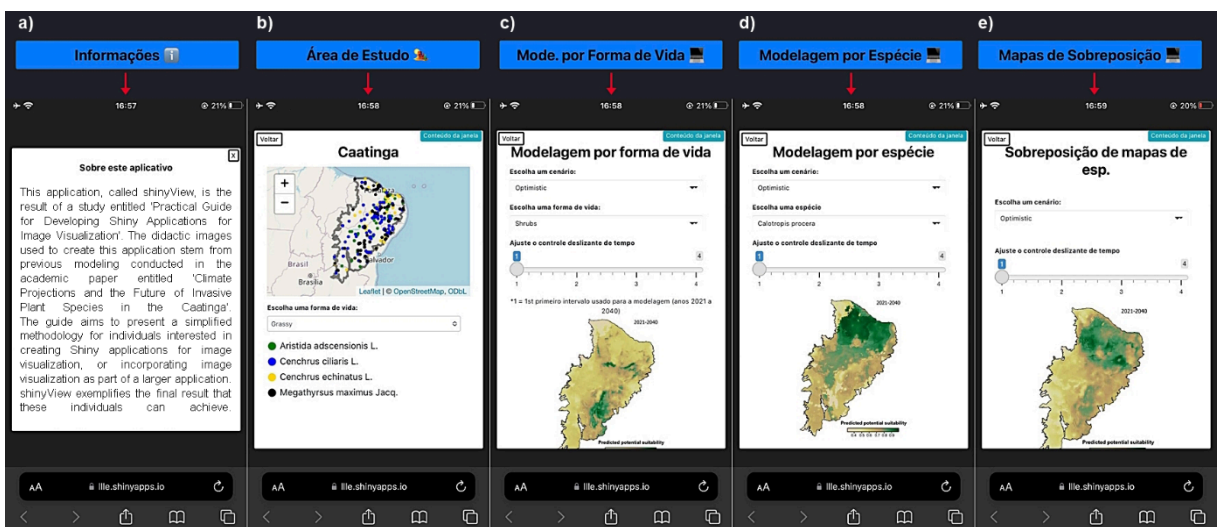 a)
Informações
16:57
21%
x
Sobre este aplicativo
This application, called shinyView, is the
result of a study entitled 'Practical Guide
for Developing Shiny Applications for
Image Visualization'. The didactic images
used to create this application stem from
previous modeling conducted in the
academic paper entitled 'Climate
Projections and the Future of Invasive
Plant Species in the Caatinga'.
The guide aims to present a simplified
methodology for individuals interested in
creating Shiny applications for image
visualization, or incorporating image
visualization as part of a larger application.
shinyView exemplifies the final result that
these individuals can achieve.
AA
llle.shinyapps.io
b)
Área de Estudo
16:58
21%
Voltar
Conteúdo da janela
Caatinga
+
−
Brasil
Brasília
Salvador
Leaflet | © OpenStreetMap, ODbL
Escolha uma forma de vida:
Grassy
Aristida adscensionis L.
Cenchrus ciliaris L.
Cenchrus echinatus L.
Megathyrsus maximus Jacq.
AA
llle.shinyapps.io
c)
Mode. por Forma de Vida
16:58
21%
Voltar
Conteúdo da janela
Modelagem por forma de vida
Escolha um cenário:
Optimistic
Escolha uma forma de vida:
Shrubs
Ajuste o controle deslizante de tempo
1 4
1 2 3 4
*1 = 1st primeiro intervalo usado para a modelagem (anos 2021 a
2040)
2021-2040
Predicted potential suitability
AA
llle.shinyapps.io
d)
Modelagem por Espécie
16:58
21%
Voltar
Conteúdo da janela
Modelagem por espécie
Escolha um cenário:
Optimistic
Escolha uma espécie
Calotropis procera
Ajuste o controle deslizante de tempo
1 4
1 2 3 4
2021-2040
Predicted potential suitability
AA
llle.shinyapps.io
e)
Mapas de Sobreposição
16:59
20%
Voltar
Conteúdo da janela
Sobreposição de mapas de
esp.
Escolha um cenário:
Optimistic
Ajuste o controle deslizante de tempo
1 4
1 2 3 4
2021-2040
Predicted potential suitability
AA
llle.shinyapps.io